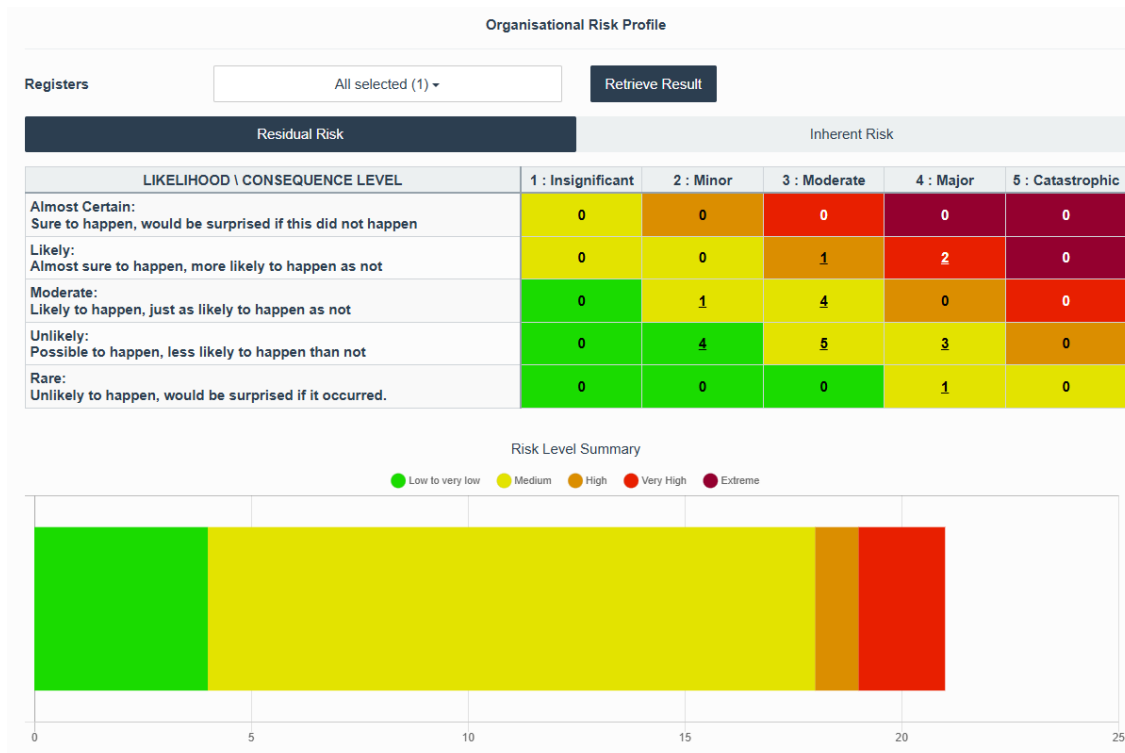 Organisational Risk Profile
Registers All selected (1) Retrieve Result
Residual Risk Inherent Risk
LIKELIHOOD \ CONSEQUENCE LEVEL 1 : Insignificant 2 : Minor 3 : Moderate 4 : Major 5 : Catastrophic
Almost Certain:
Sure to happen, would be surprised if this did not happen 0 0 0 0 0
Likely:
Almost sure to happen, more likely to happen as not 0 0 1 2 0
Moderate:
Likely to happen, just as likely to happen as not 0 1 4 0 0
Unlikely:
Possible to happen, less likely to happen than not 0 4 5 3 0
Rare:
Unlikely to happen, would be surprised if it occurred. 0 0 0 1 0
Risk Level Summary
Low to very low Medium High Very High Extreme
0 5 10 15 20 25